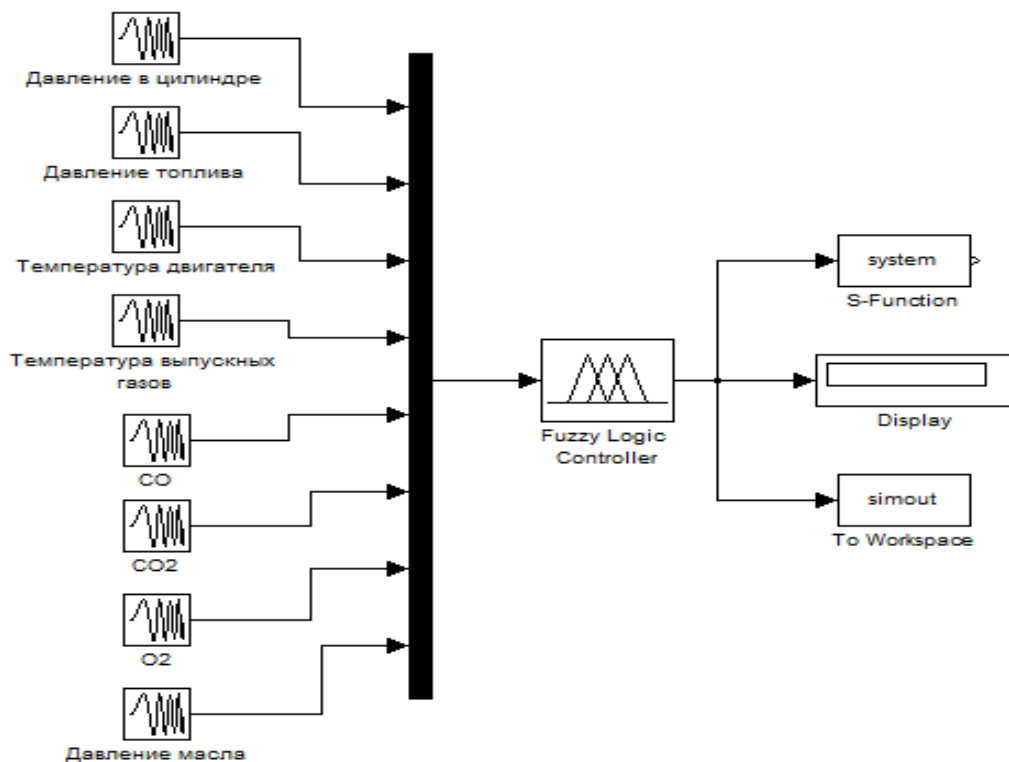 Давление в цилиндре
Давление топлива
Температура двигателя
Температура выпускных
газов
CO
CO2
O2
Давление масла
Fuzzy Logic
Controller
system
S-Function
Display
simout
To Workspace